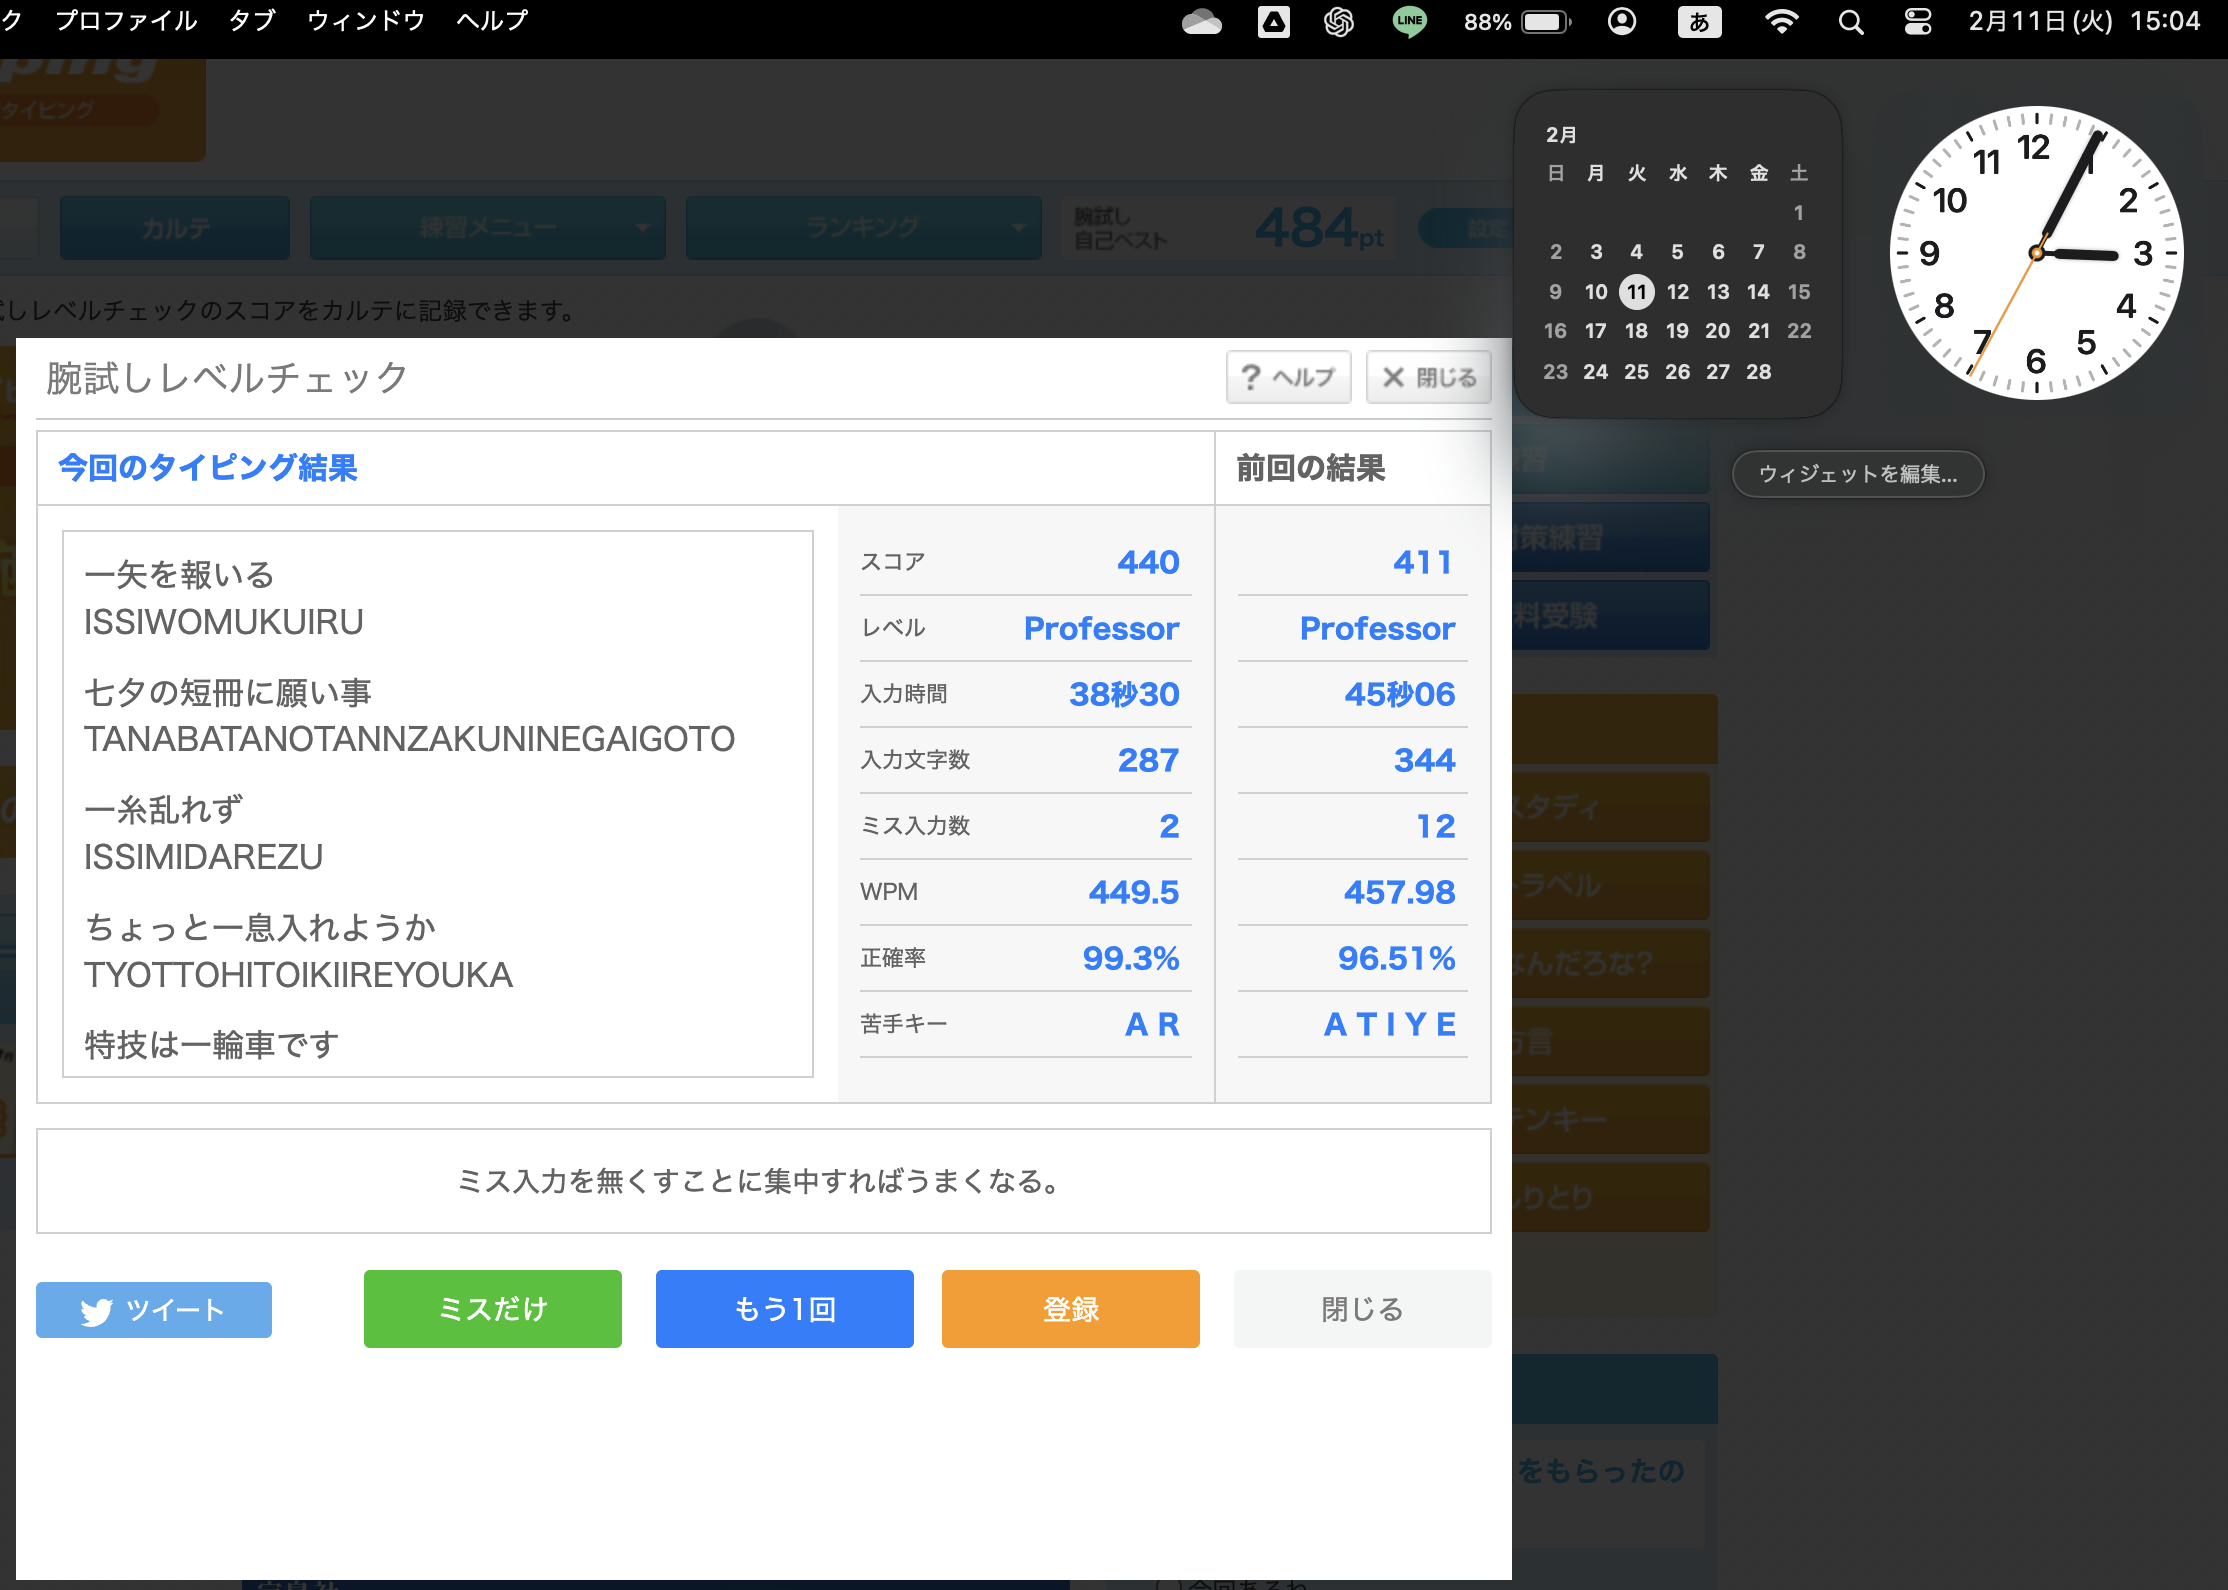 ク プロファイル タブ ウィンドウ ヘルプ
LINE 88% あ 2月11日(火) 15:04
ping
タイピング
カルテ 練習メニュー ランキング 腕試し 自己ベスト 484pt 設定
試しレベルチェックのスコアをカルテに記録できます。
2月
日 月 火 水 木 金 土
1
2 3 4 5 6 7 8
9 10 11 12 13 14 15
16 17 18 19 20 21 22
23 24 25 26 27 28
12 1 2 3 4 5 6 7 8 9 10 11
ウィジェットを編集...
腕試しレベルチェック
? ヘルプ × 閉じる
今回のタイピング結果 前回の結果
一矢を報いる
ISSIWOMUKUIRU
七夕の短冊に願い事
TANABATANOTANNZAKUNINEGAIGOTO
一糸乱れず
ISSIMIDAREZU
ちょっと一息入れようか
TYOTTOHITOIKIIREYOUKA
特技は一輪車です
スコア 440 411
レベル Professor Professor
入力時間 38秒30 45秒06
入力文字数 287 344
ミス入力数 2 12
WPM 449.5 457.98
正確率 99.3% 96.51%
苦手キー A R A T I Y E
ミス入力を無くすことに集中すればうまくなる。
ツイート ミスだけ もう1回 登録 閉じる
練習
対策練習
料受験
スタディ
トラベル
なんだろな?
方言
テンキー
しりとり
をもらったの